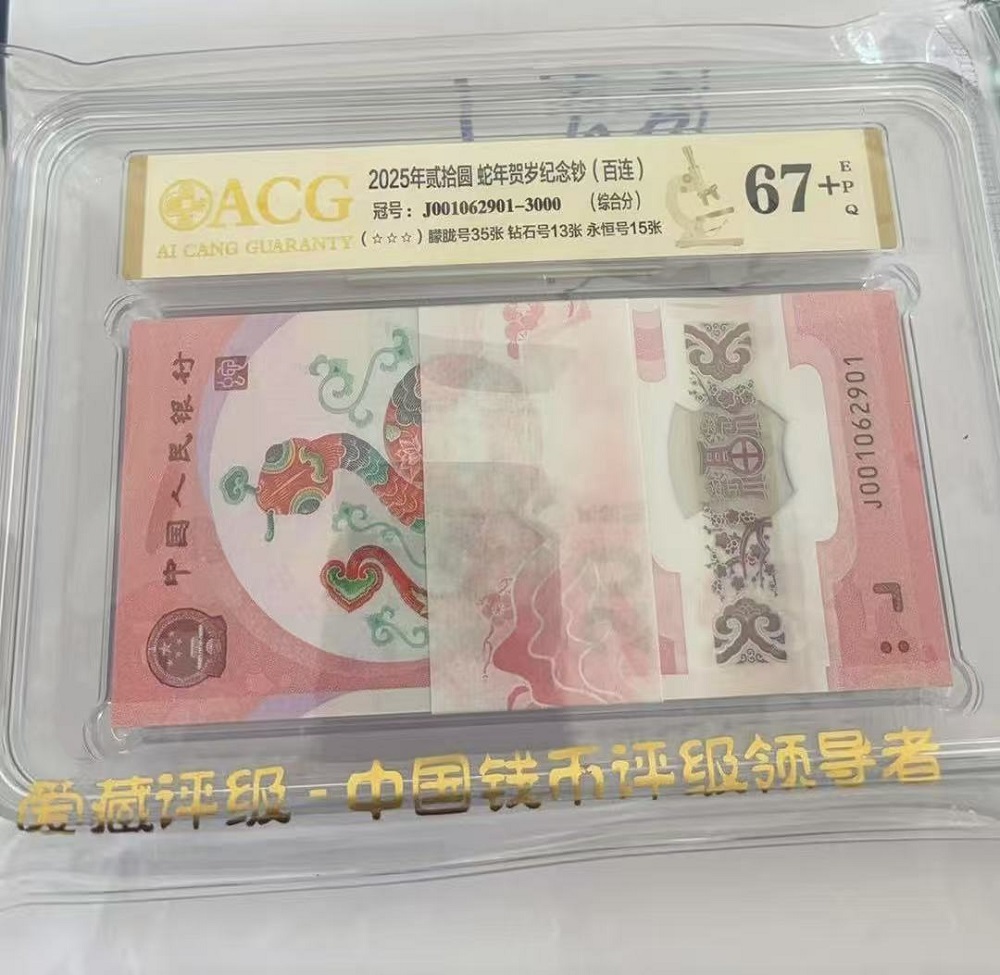 ACG
AI CANG GUARANTY
2025年贰拾圆 蛇年贺岁纪念钞（百连）
冠号：J001062901-3000 （综合分）
（☆☆☆）朦胧号35张 钻石号13张 永恒号15张
67+
EPQ
中国人民银行
蛇
福
J001062901
爱藏评级-中国钱币评级领导者